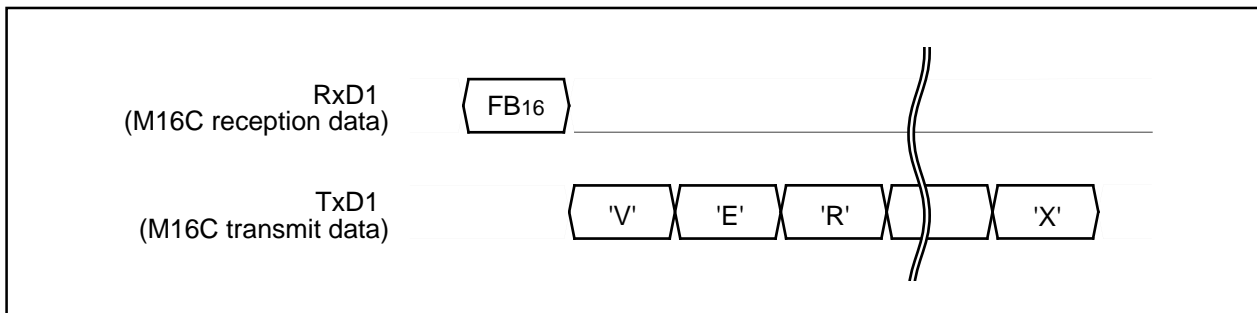 RxD1
(M16C reception data)
FB16
TxD1
(M16C transmit data)
'V' 'E' 'R' 'X'